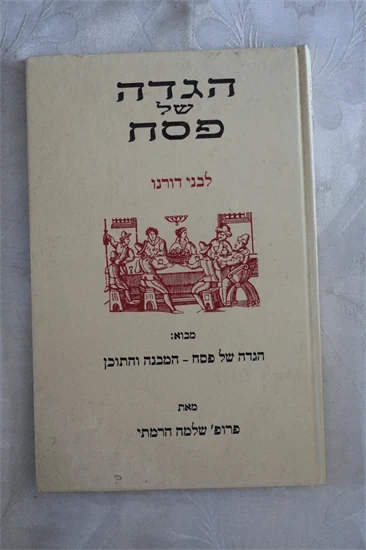 הגדה
של
פסח
לבני דורנו
מבוא:
הגדה של פסח - המבנה והתוכן
מאת
פרופ' שלמה הרמתי